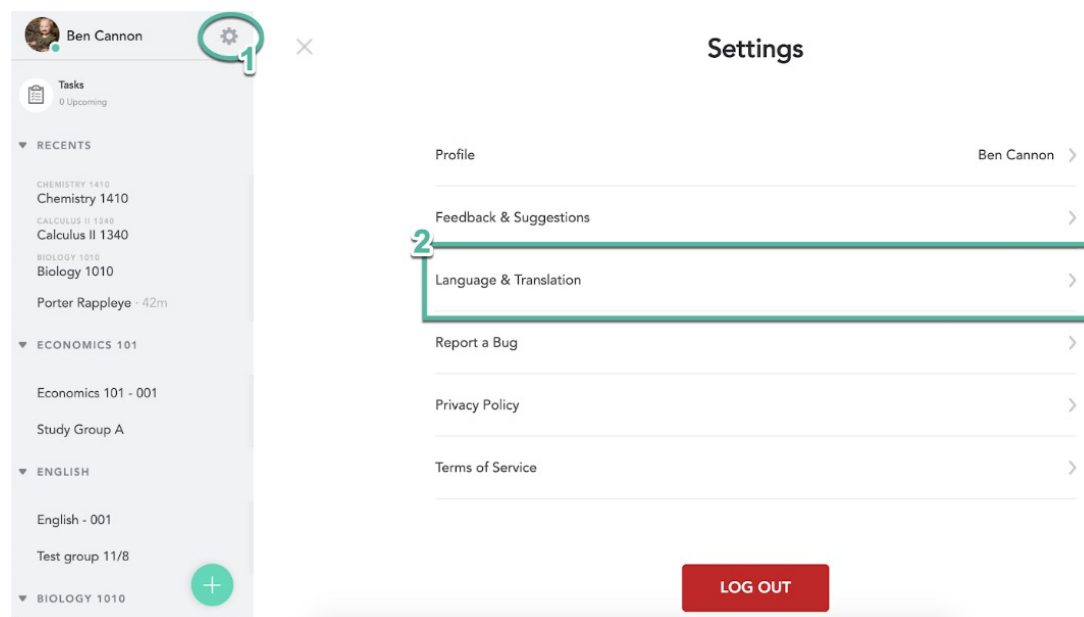 Ben Cannon
1
Tasks
0 Upcoming
RECENTS
CHEMISTRY 1410
Chemistry 1410
CALCULUS II 1340
Calculus II 1340
BIOLOGY 1010
Biology 1010
Porter Rappleye · 42m
ECONOMICS 101
Economics 101 - 001
Study Group A
ENGLISH
English - 001
Test group 11/8
BIOLOGY 1010
Settings
Profile Ben Cannon
Feedback & Suggestions
2
Language & Translation
Report a Bug
Privacy Policy
Terms of Service
LOG OUT